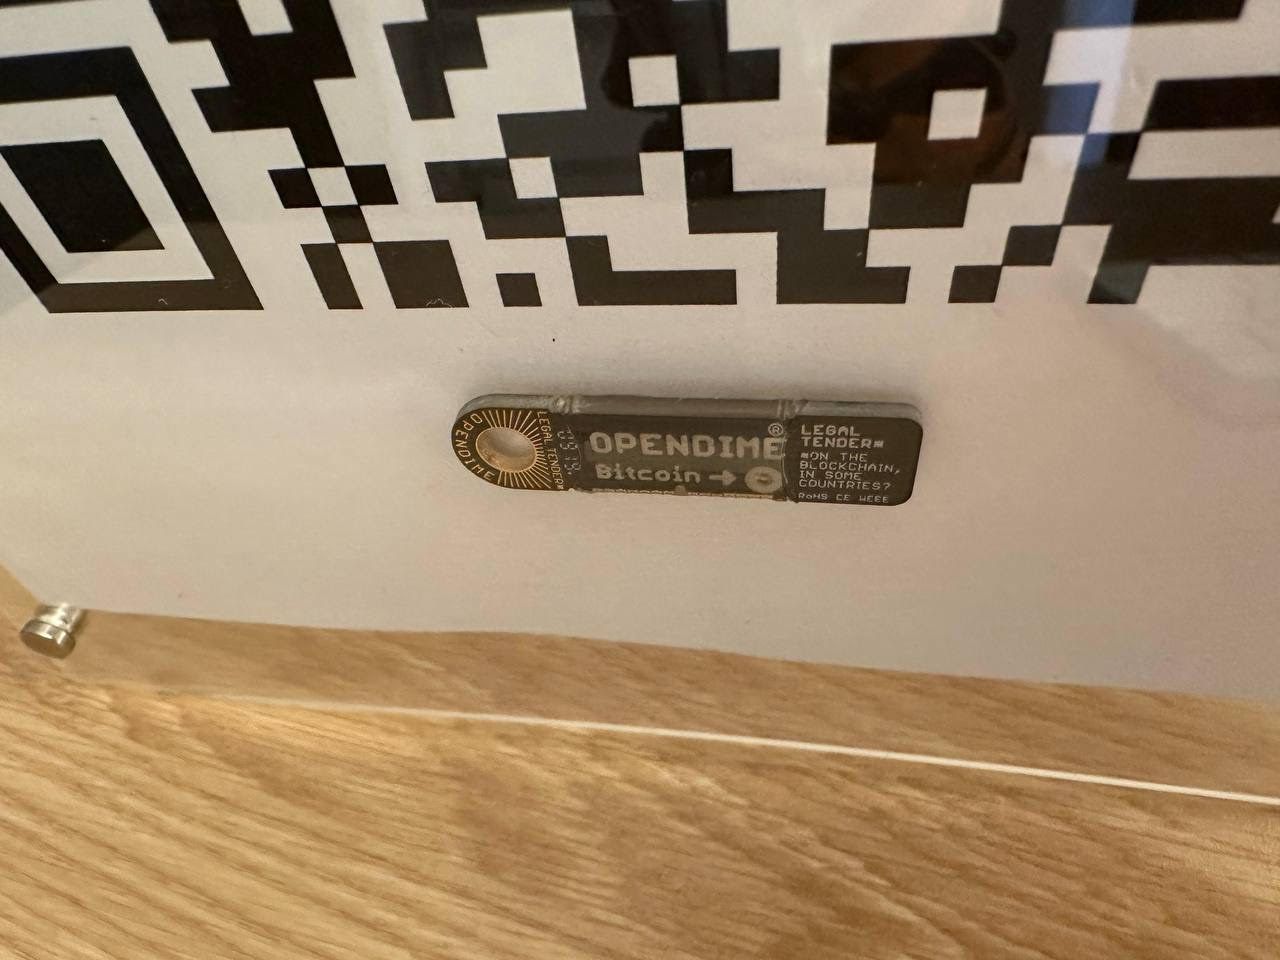 OPENDIME
LEGAL TENDER*
OPENDIME®
Bitcoin →
LEGAL
TENDER*
*ON THE
BLOCKCHAIN,
IN SOME
COUNTRIES?
RoHS CE WEEE